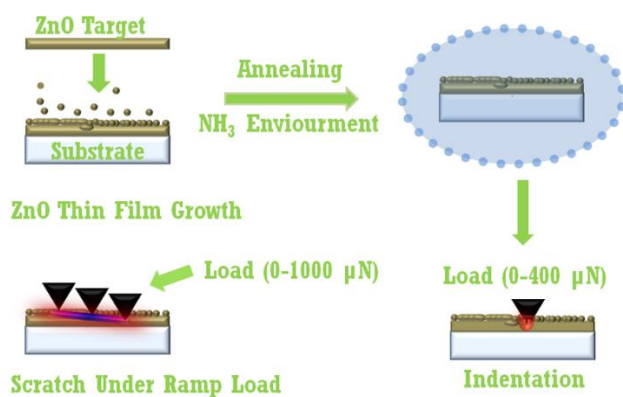 ZnO Target
Annealing
NH₃ Enviourment
Substrate
ZnO Thin Film Growth
Load (0-1000 µN)
Load (0-400 µN)
Scratch Under Ramp Load
Indentation